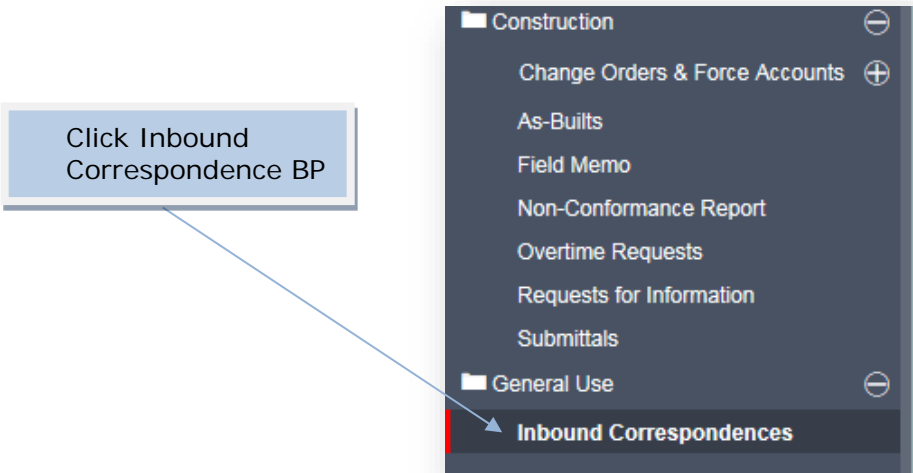 Construction
Change Orders & Force Accounts
As-Builts
Click Inbound
Correspondence BP
Field Memo
Non-Conformance Report
Overtime Requests
Requests for Information
Submittals
General Use
Inbound Correspondences